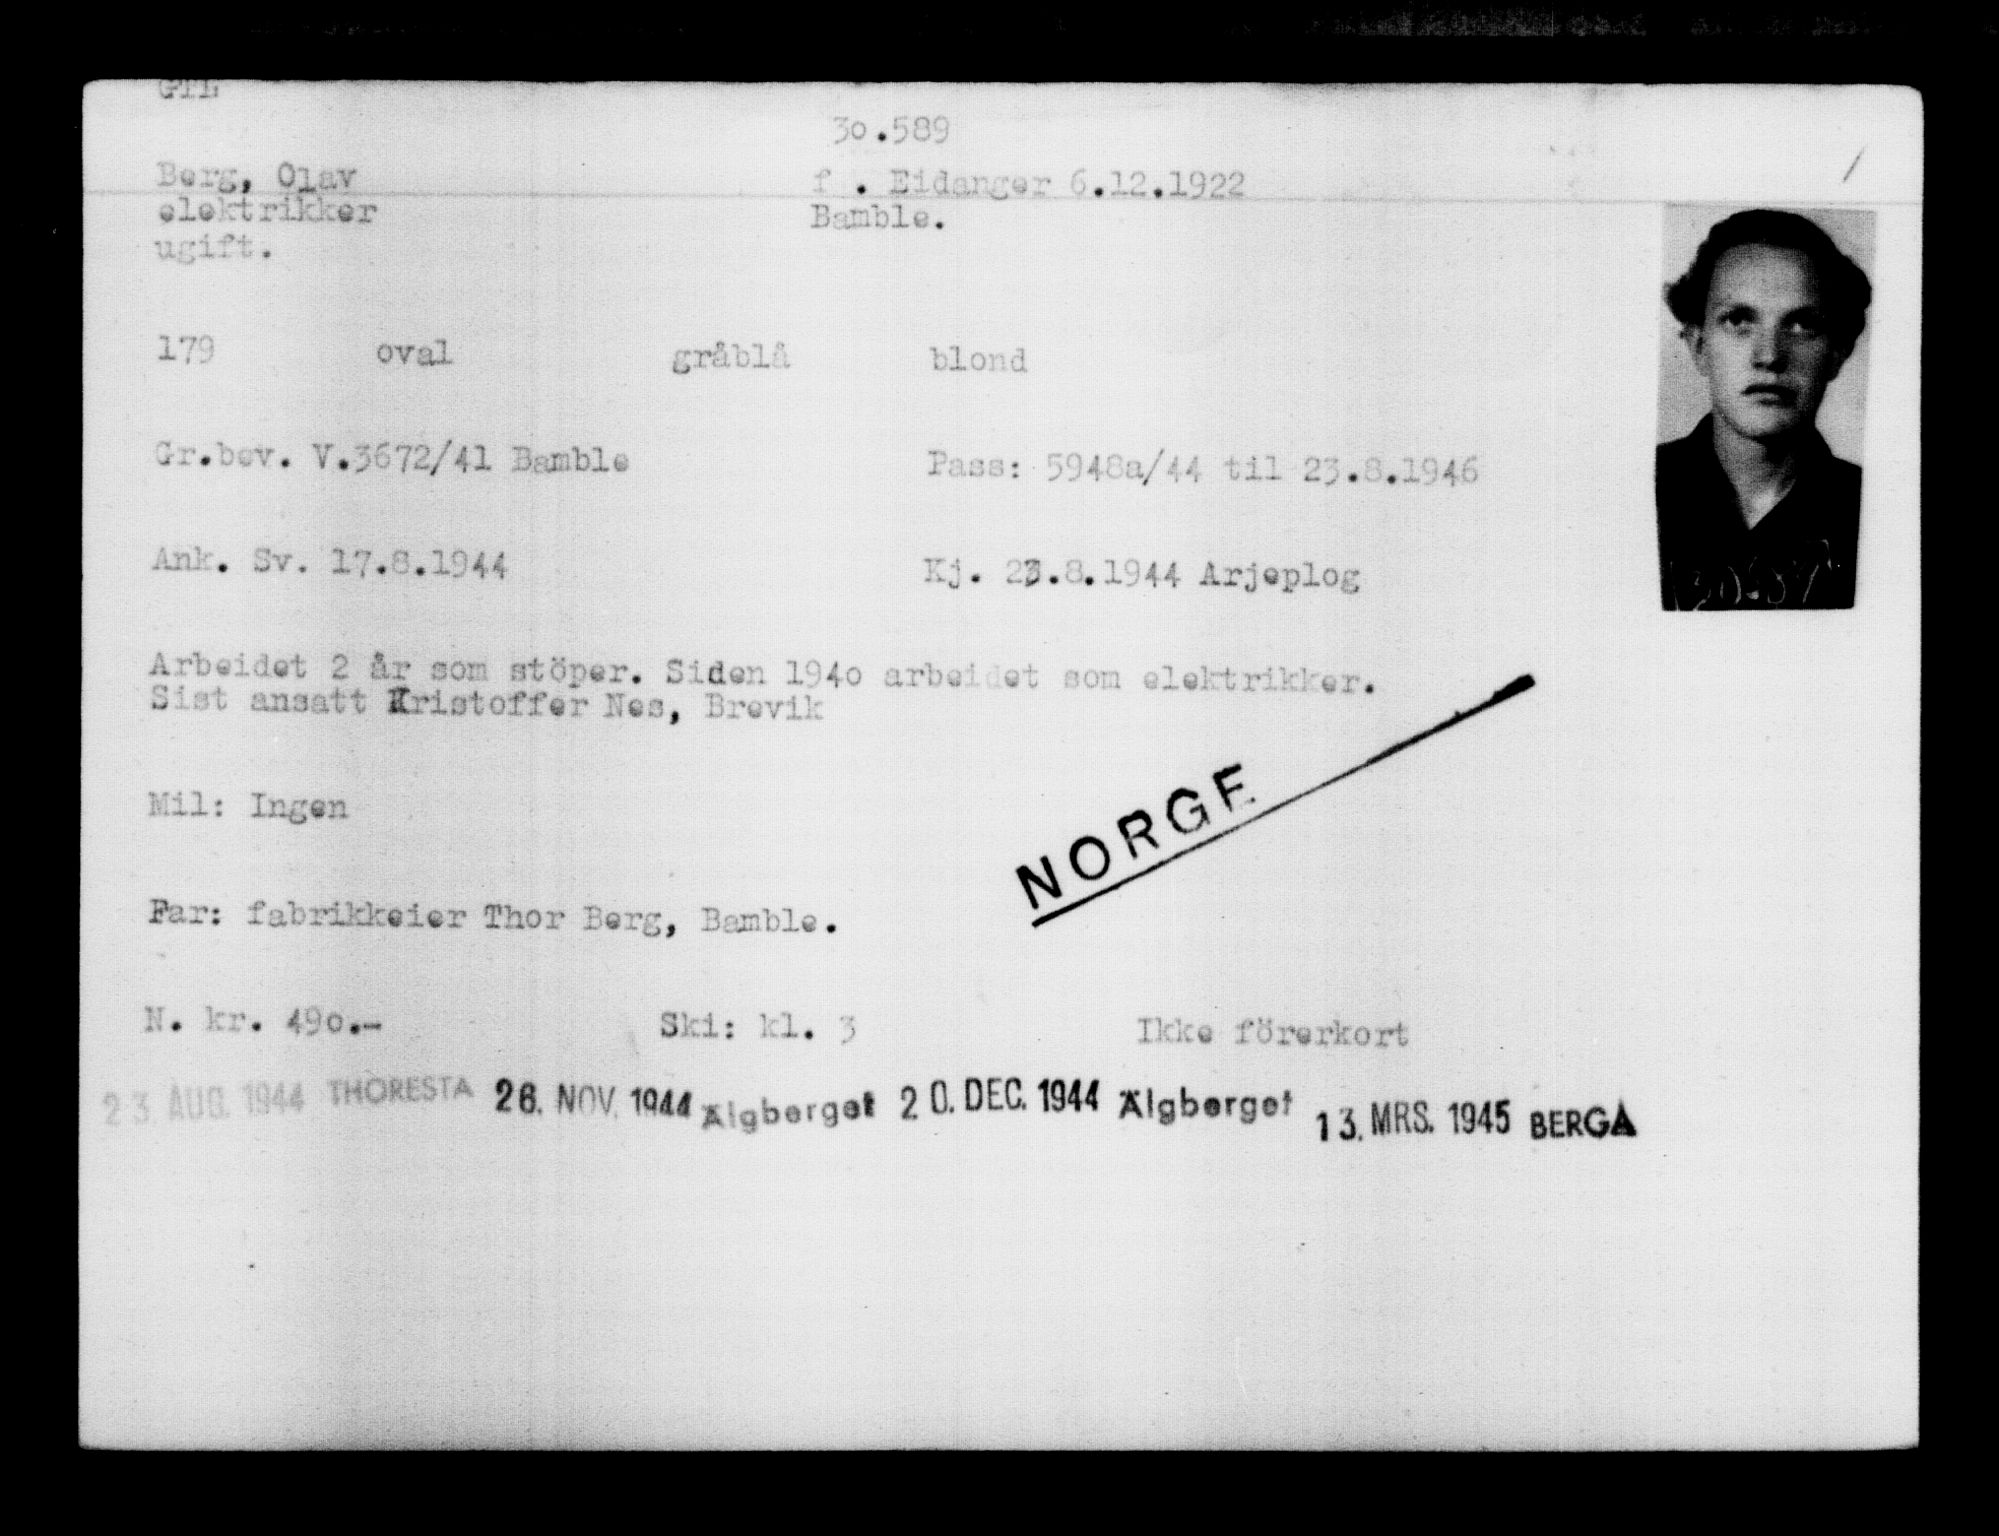 30.589
Berg, Olav f . Eidanger 6.12.1922
elektrikker Bamble.
ugift.
179 oval gråblå blond
Gr.bev. V.3672/41 Bamble Pass: 5948a/44 til 23.8.1946
Ank. Sv. 17.8.1944 Kj. 23.8.1944 Arjeplog
Arbeidet 2 år som stöper. Siden 194o arbeidet som elektrikker.
Sist ansatt Kristoffer Nes, Brevik
Mil: Ingen
NORGE
Far: fabrikkeier Thor Berg, Bamble.
N. kr. 49o.- Ski: kl. 3 Ikke förerkort
23. AUG. 1944 THORESTA 26. NOV. 1944 Älgberget 20. DEC. 1944 Älgberget 13. MRS. 1945 BERGA